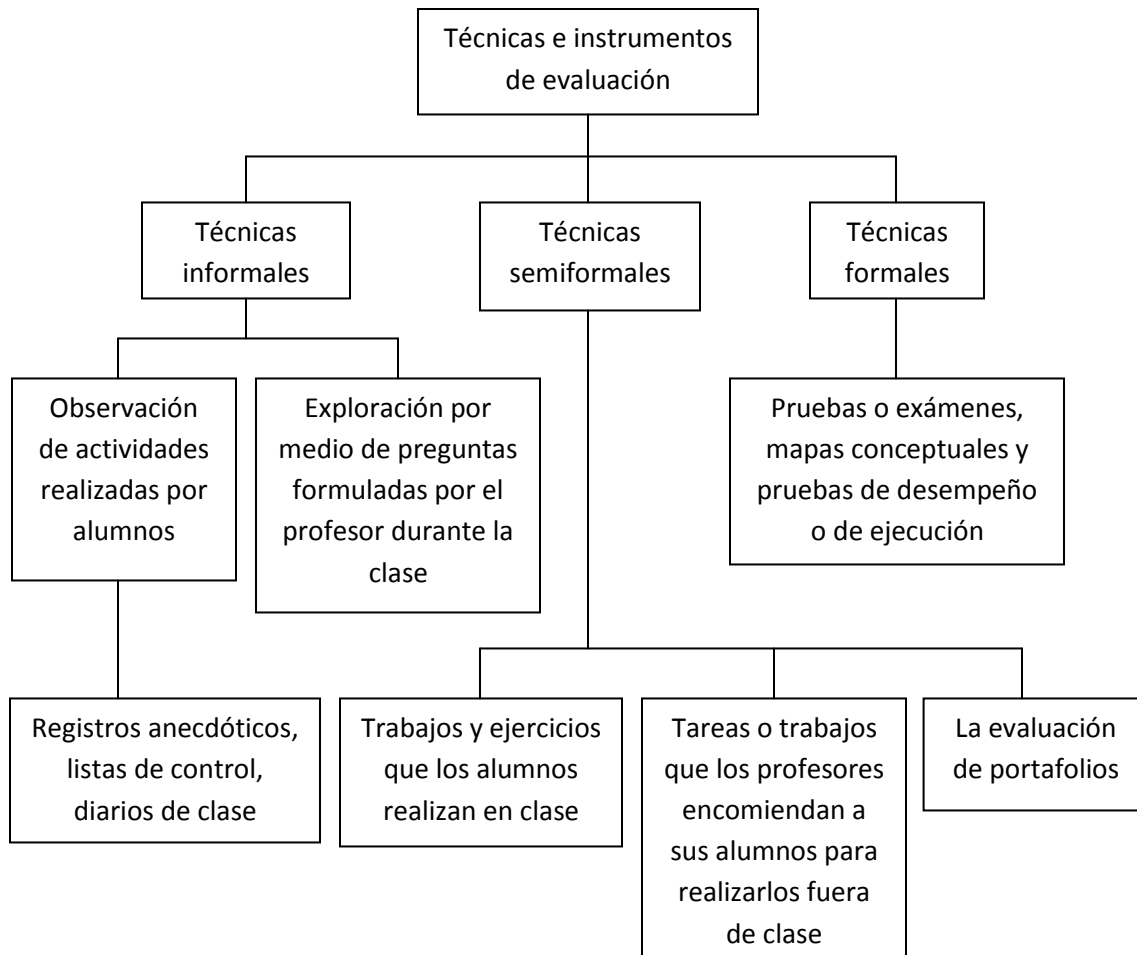 Técnicas e instrumentos
de evaluación
Técnicas
informales
Técnicas
semiformales
Técnicas
formales
Observación
de actividades
realizadas por
alumnos
Exploración por
medio de preguntas
formuladas por el
profesor durante la
clase
Pruebas o exámenes,
mapas conceptuales y
pruebas de desempeño
o de ejecución
Registros anecdóticos,
listas de control,
diarios de clase
Trabajos y ejercicios
que los alumnos
realizan en clase
Tareas o trabajos
que los profesores
encomiendan a
sus alumnos para
realizarlos fuera
de clase
La evaluación
de portafolios